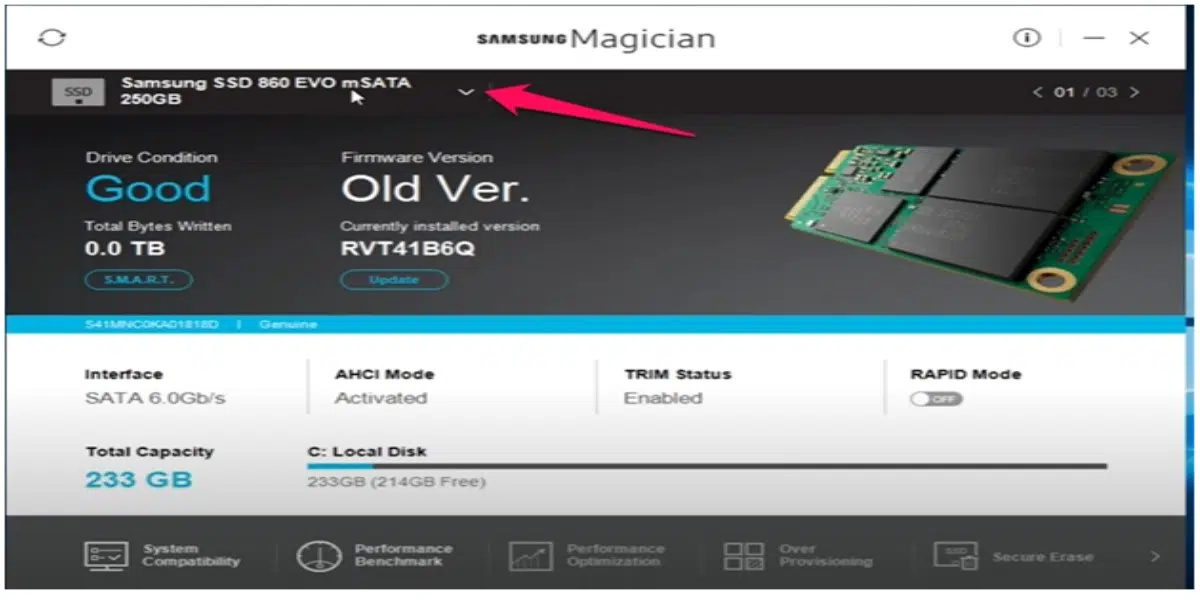 SAMSUNG Magician
SSD
Samsung SSD 860 EVO mSATA
250GB
01 / 03
Drive Condition
Good
Total Bytes Written
0.0 TB
S.M.A.R.T.
Firmware Version
Old Ver.
Currently installed version
RVT41B6Q
Update
S41MNC0KA01818D | Genuine
Interface
SATA 6.0Gb/s
AHCI Mode
Activated
TRIM Status
Enabled
RAPID Mode
OFF
Total Capacity
233 GB
C: Local Disk
233GB (214GB Free)
System
Compatibility
Performance
Benchmark
Performance
Optimization
Over
Provisioning
SSD
Secure Erase